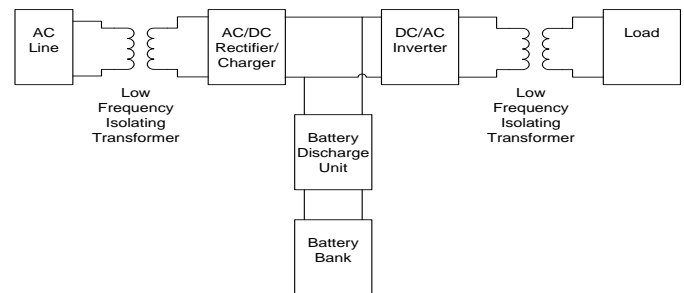 AC
Line
AC/DC
Rectifier/
Charger
DC/AC
Inverter
Load
Low
Frequency
Isolating
Transformer
Low
Frequency
Isolating
Transformer
Battery
Discharge
Unit
Battery
Bank